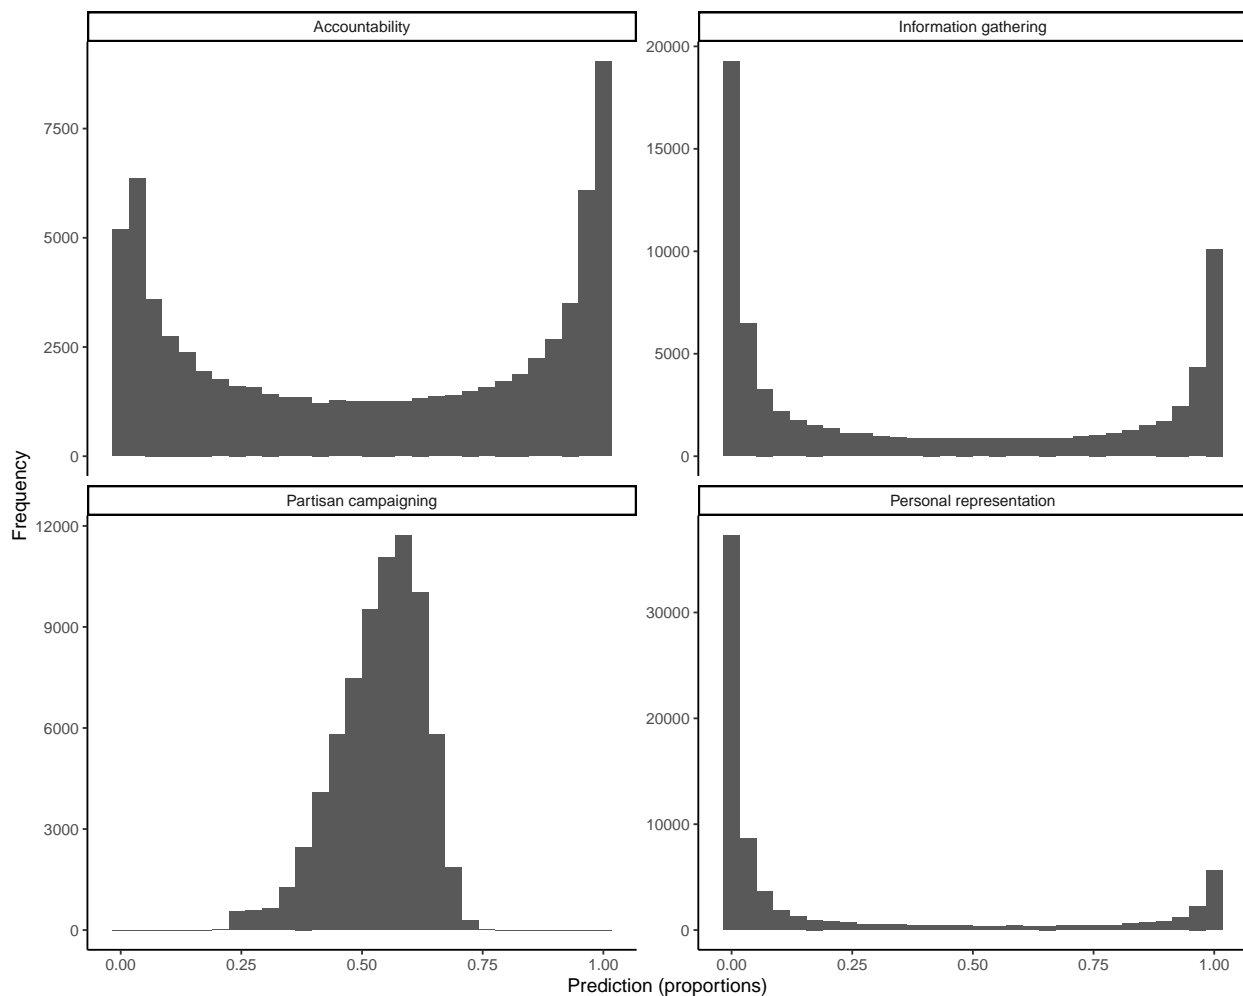 Accountability
Information gathering
7500
5000
2500
0
20000
15000
10000
5000
0
Partisan campaigning
Personal representation
12000
9000
6000
3000
0
30000
20000
10000
0
0.00 0.25 0.50 0.75 1.00
0.00 0.25 0.50 0.75 1.00
Frequency
Prediction (proportions)